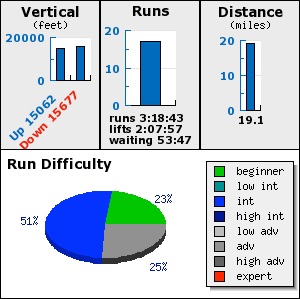 Vertical
(feet)
20000
0
Up 15062
Down 15677
Runs
20
10
0
runs 3:18:43
lifts 2:07:57
waiting 53:47
Distance
(miles)
20
10
0
19.1
Run Difficulty
23%
51%
25%
beginner
low int
int
high int
low adv
adv
high adv
expert